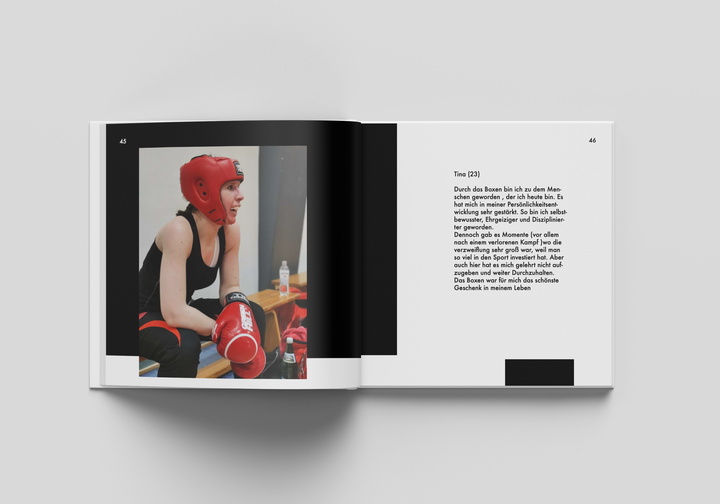 45
46
Tina (23)
Durch das Boxen bin ich zu dem Men-
schen geworden , der ich heute bin. Es
hat mich in meiner Persönlichkeitsent-
wicklung sehr gestärkt. So bin ich selbst-
bewusster, Ehrgeiziger und Disziplinier-
ter geworden.
Dennoch gab es Momente (vor allem
nach einem verlorenen Kampf )wo die
verzweiflung sehr groß war, weil man
so viel in den Sport investiert hat. Aber
auch hier hat es mich gelehrt nicht auf-
zugeben und weiter Durchzuhalten.
Das Boxen war für mich das schönste
Geschenk in meinem Leben